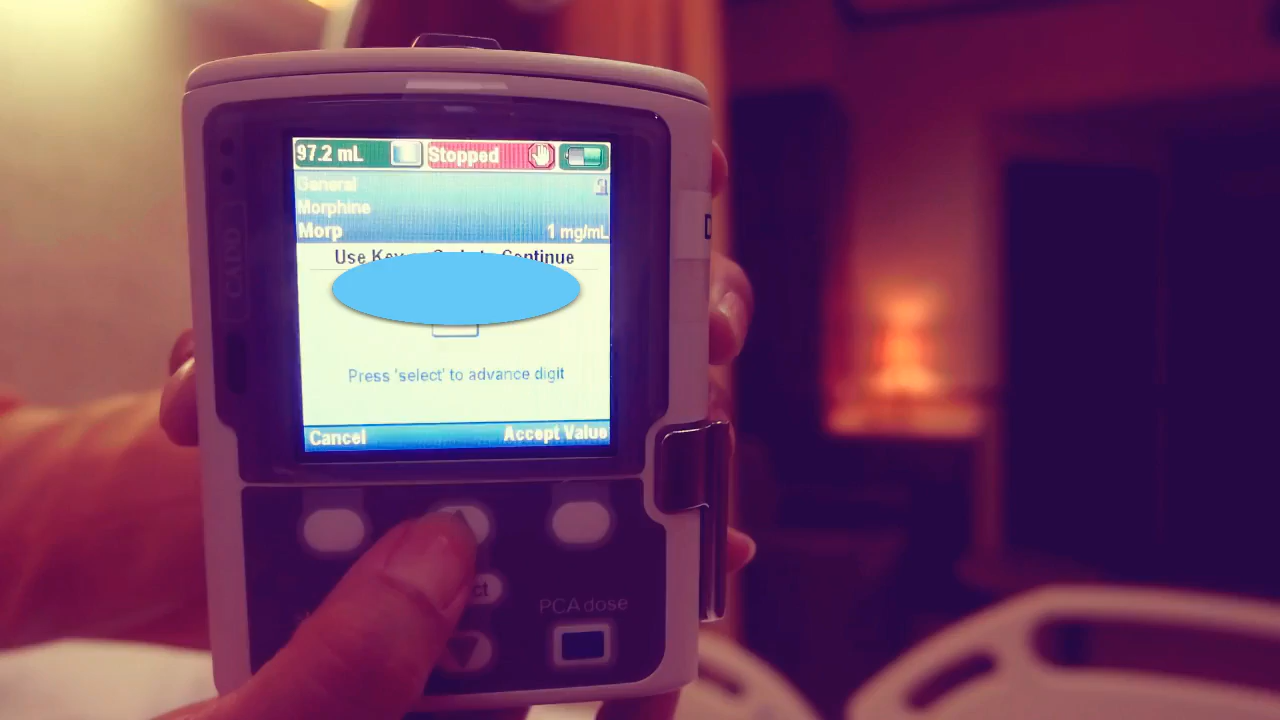 97.2 mL Stopped
General
Morphine
Morp 1 mg/mL
Use Key Continue
Press 'select' to advance digit
Cancel Accept Value
PCA dose